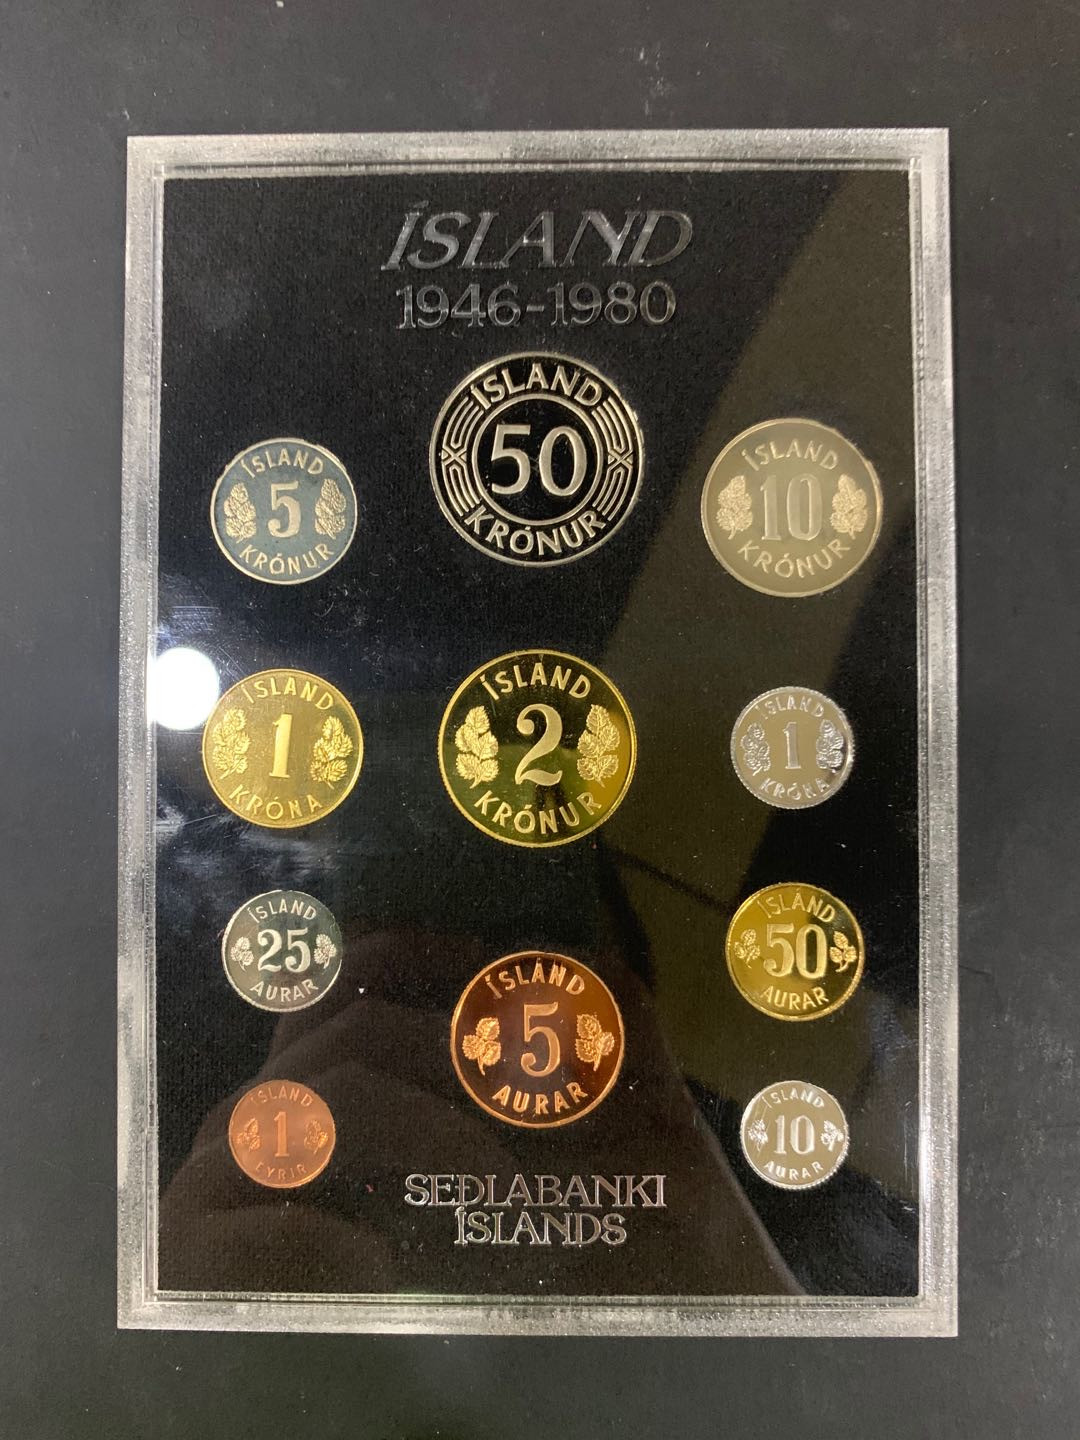 ÍSLAND
1946-1980
ÍSLAND
50
KRÓNUR
ÍSLAND
5
KRÓNUR
ÍSLAND
10
KRÓNUR
ÍSLAND
1
KRÓNA
ÍSLAND
2
KRÓNUR
ÍSLAND
1
KRÓNA
ÍSLAND
25
AURAR
ÍSLAND
5
AURAR
ÍSLAND
50
AURAR
ÍSLAND
1
EYRIR
ÍSLAND
10
AURAR
SEÐLABANKI
ÍSLANDS